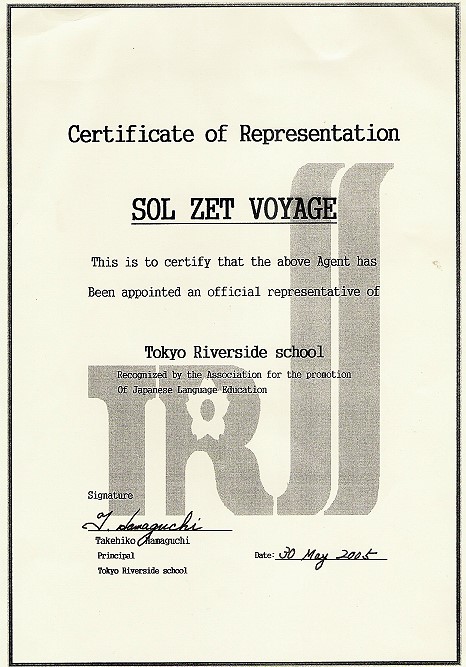 Certificate of Representation
SOL ZET VOYAGE
This is to certify that the above Agent has
Been appointed an official representative of
Tokyo Riverside school
Recognized by the Association for the promotion
Of Japanese Language Education
TRJJ
Signature
T. Hamaguchi
Takehiko Hamaguchi
Principal
Date: 30 May 2005
Tokyo Riverside school